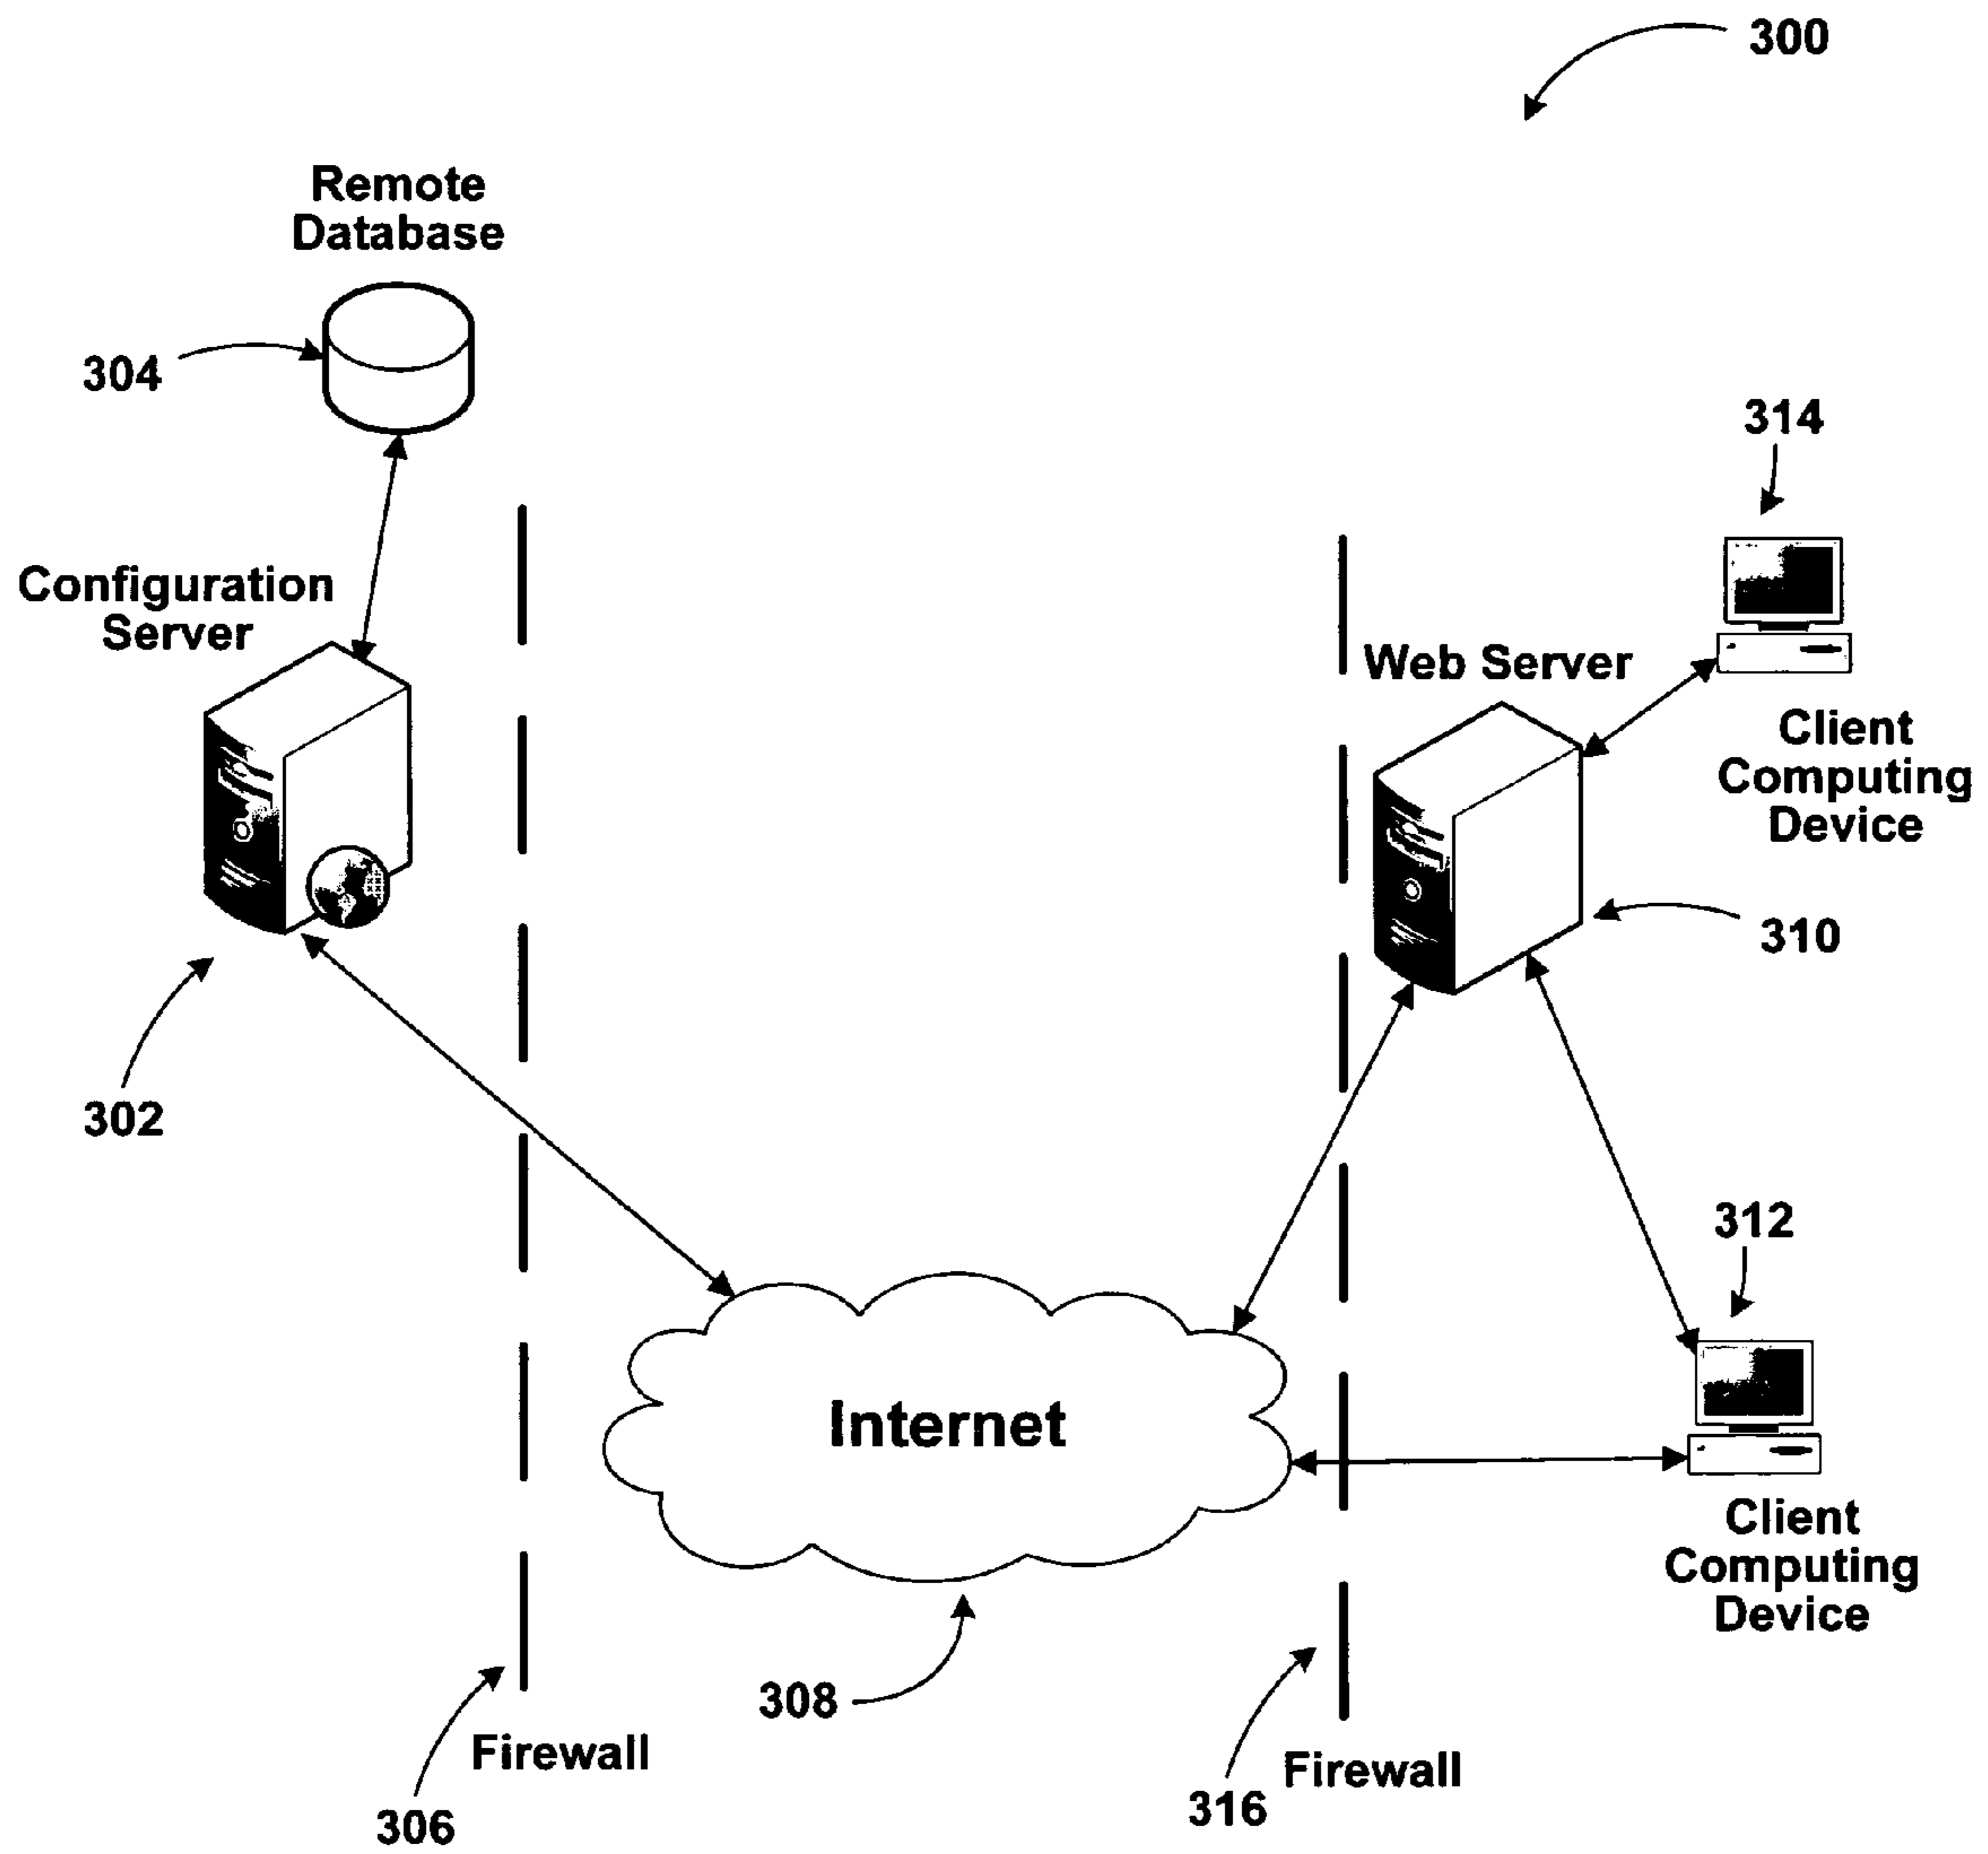 300
Remote
Database
304
314
Configuration
Server
Web Server
Client
Computing
Device
310
302
312
Internet
Client
Computing
Device
308
Firewall
Firewall
316
306